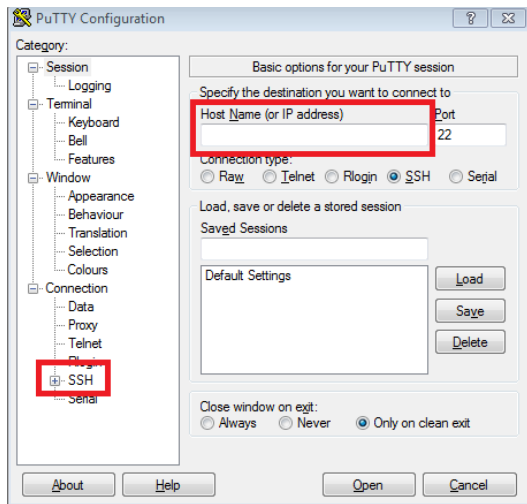 PuTTY Configuration
Category:
Session
Logging
Terminal
Keyboard
Bell
Features
Window
Appearance
Behaviour
Translation
Selection
Colours
Connection
Data
Proxy
Telnet
Rlogin
SSH
Serial
Basic options for your PuTTY session
Specify the destination you want to connect to
Host Name (or IP address) Port
22
Connection type:
Raw Telnet Rlogin SSH Serial
Load, save or delete a stored session
Saved Sessions
Default Settings
Load
Save
Delete
Close window on exit:
Always Never Only on clean exit
About Help Open Cancel